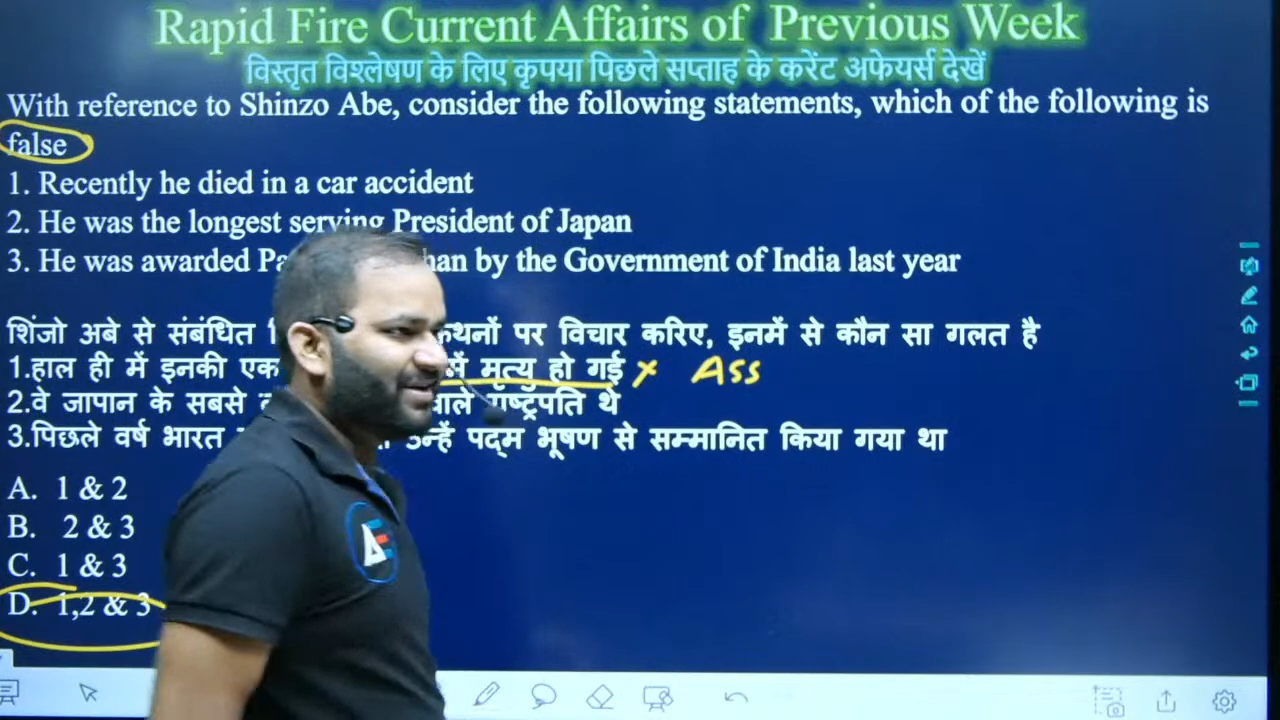 Rapid Fire Current Affairs of Previous Week
विस्तृत विश्लेषण के लिए कृपया पिछले सप्ताह के करेंट अफेयर्स देखें
With reference to Shinzo Abe, consider the following statements, which of the following is
false
1. Recently he died in a car accident
2. He was the longest serving President of Japan
3. He was awarded Pa han by the Government of India last year
शिंजो अबे से संबंधित कथनों पर विचार करिए, इनमें से कौन सा गलत है
1.हाल ही में इनकी एक में मृत्यु हो गई x Ass
2.वे जापान के सबसे वाले राष्ट्रपति थे
3.पिछले वर्ष भारत उन्हें पद्म भूषण से सम्मानित किया गया था
A. 1 & 2
B. 2 & 3
C. 1 & 3
D. 1,2 & 3